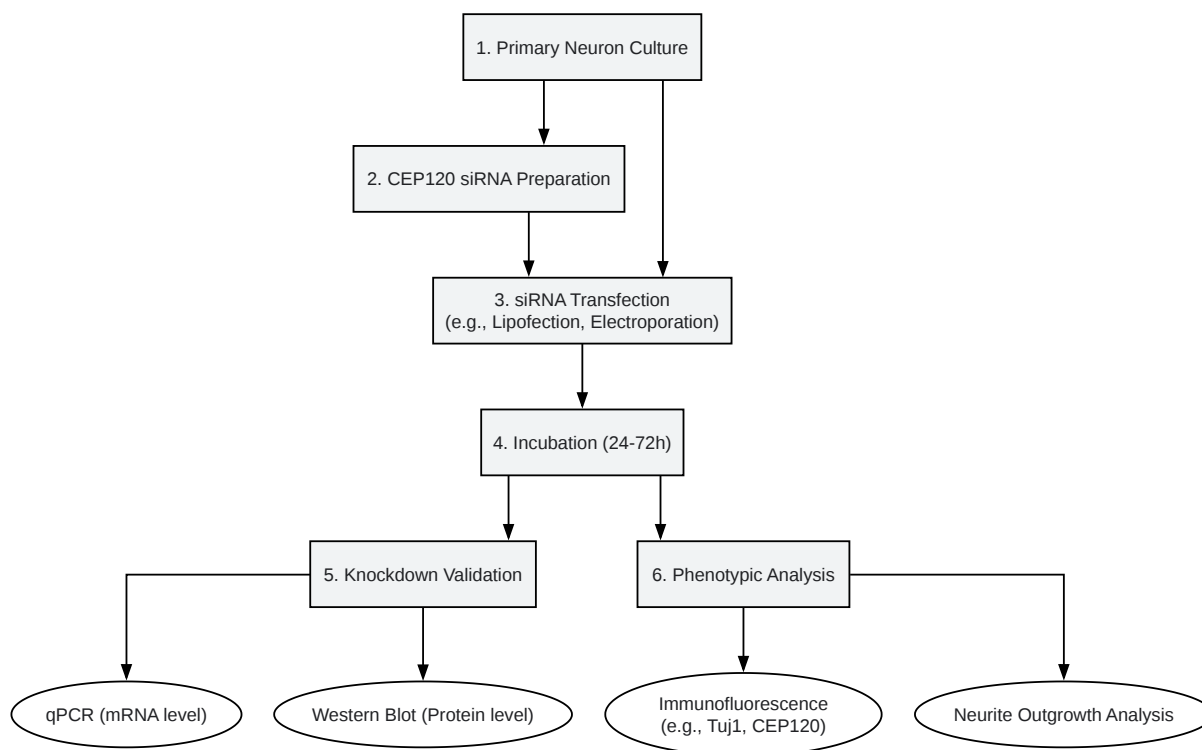 1. Primary Neuron Culture
2. CEP120 siRNA Preparation
3. siRNA Transfection
(e.g., Lipofection, Electroporation)
4. Incubation (24-72h)
5. Knockdown Validation
6. Phenotypic Analysis
qPCR (mRNA level)
Western Blot (Protein level)
Immunofluorescence
(e.g., Tuj1, CEP120)
Neurite Outgrowth Analysis